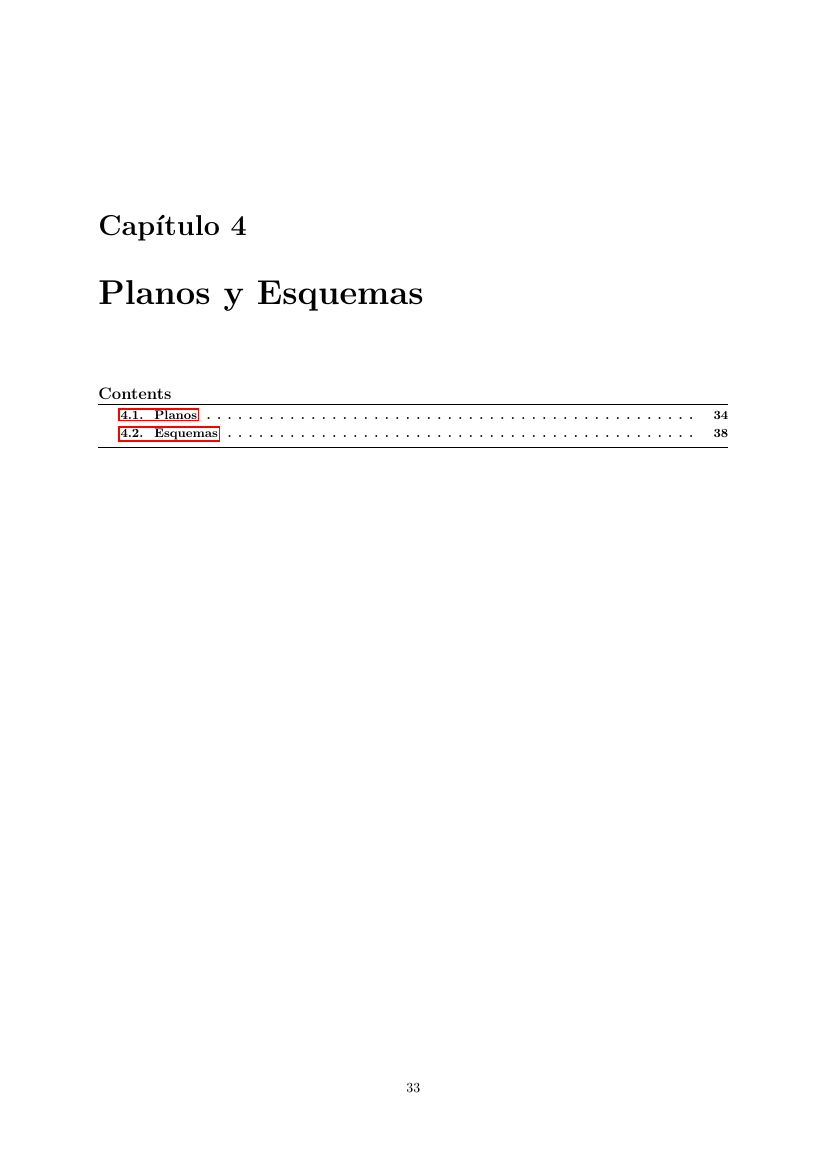 Capítulo 4
Planos y Esquemas
Contents
4.1. Planos . . . . . . . . . . . . . . . . . . . . . . . . . . . . . . . . . . . . . . . . . . . . . . . 34
4.2. Esquemas . . . . . . . . . . . . . . . . . . . . . . . . . . . . . . . . . . . . . . . . . . . . . 38
33